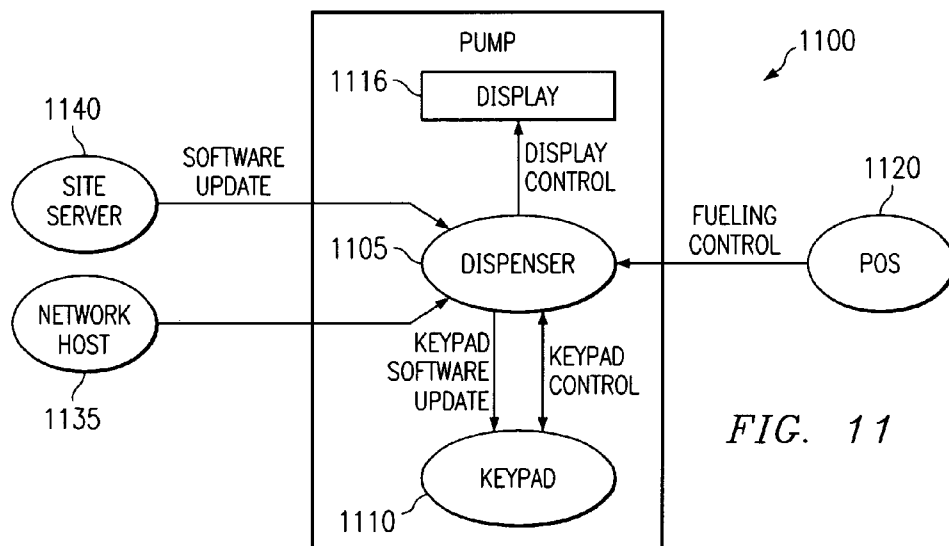 PUMP
1100
1116
DISPLAY
1140
SOFTWARE
UPDATE
DISPLAY
CONTROL
1120
SITE
SERVER
FUELING
CONTROL
1105
DISPENSER
POS
NETWORK
HOST
KEYPAD
SOFTWARE
UPDATE
KEYPAD
CONTROL
1135
FIG. 11
KEYPAD
1110